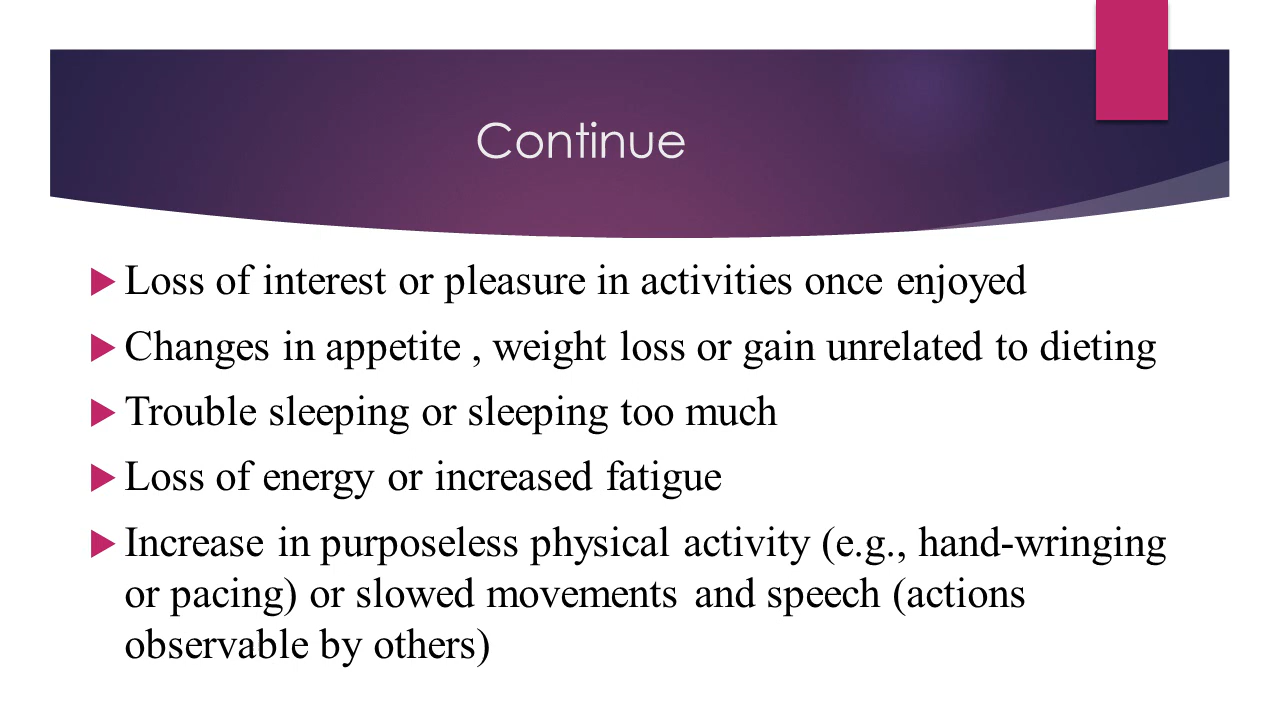 Continue
Loss of interest or pleasure in activities once enjoyed
Changes in appetite , weight loss or gain unrelated to dieting
Trouble sleeping or sleeping too much
Loss of energy or increased fatigue
Increase in purposeless physical activity (e.g., hand-wringing
or pacing) or slowed movements and speech (actions
observable by others)